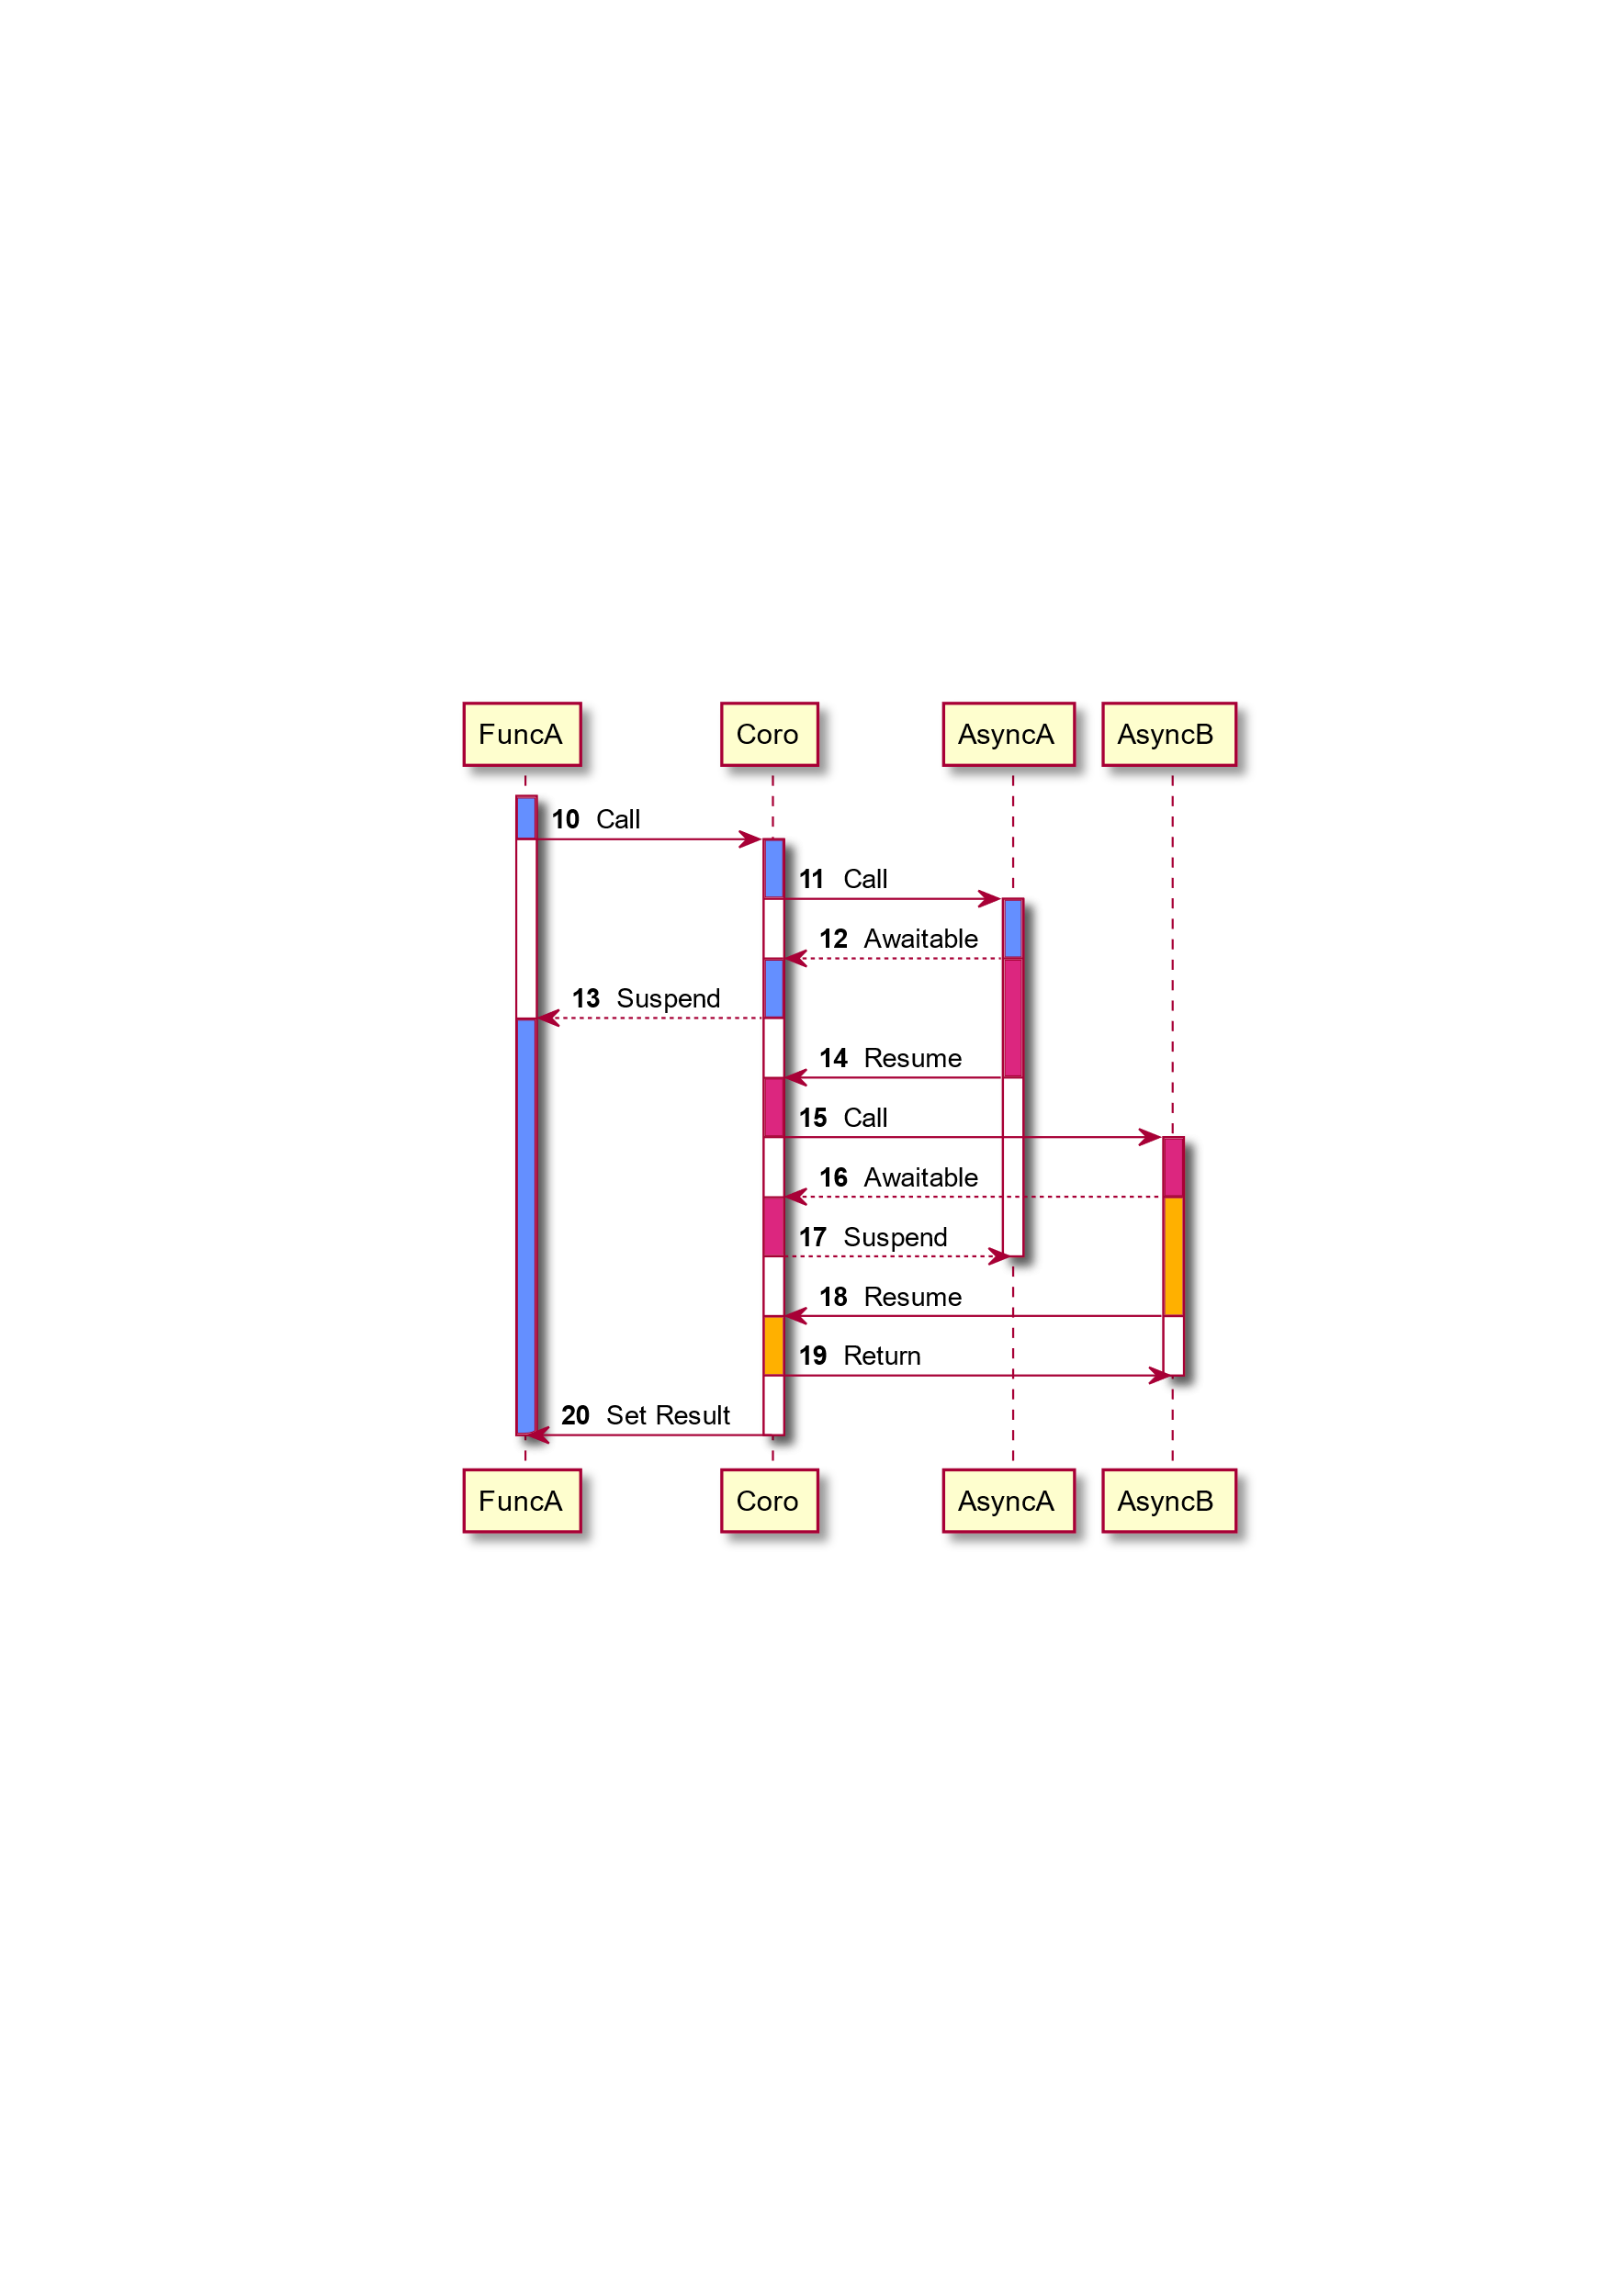 FuncA Coro AsyncA AsyncB
10 Call
11 Call
12 Awaitable
13 Suspend
14 Resume
15 Call
16 Awaitable
17 Suspend
18 Resume
19 Return
20 Set Result
FuncA Coro AsyncA AsyncB